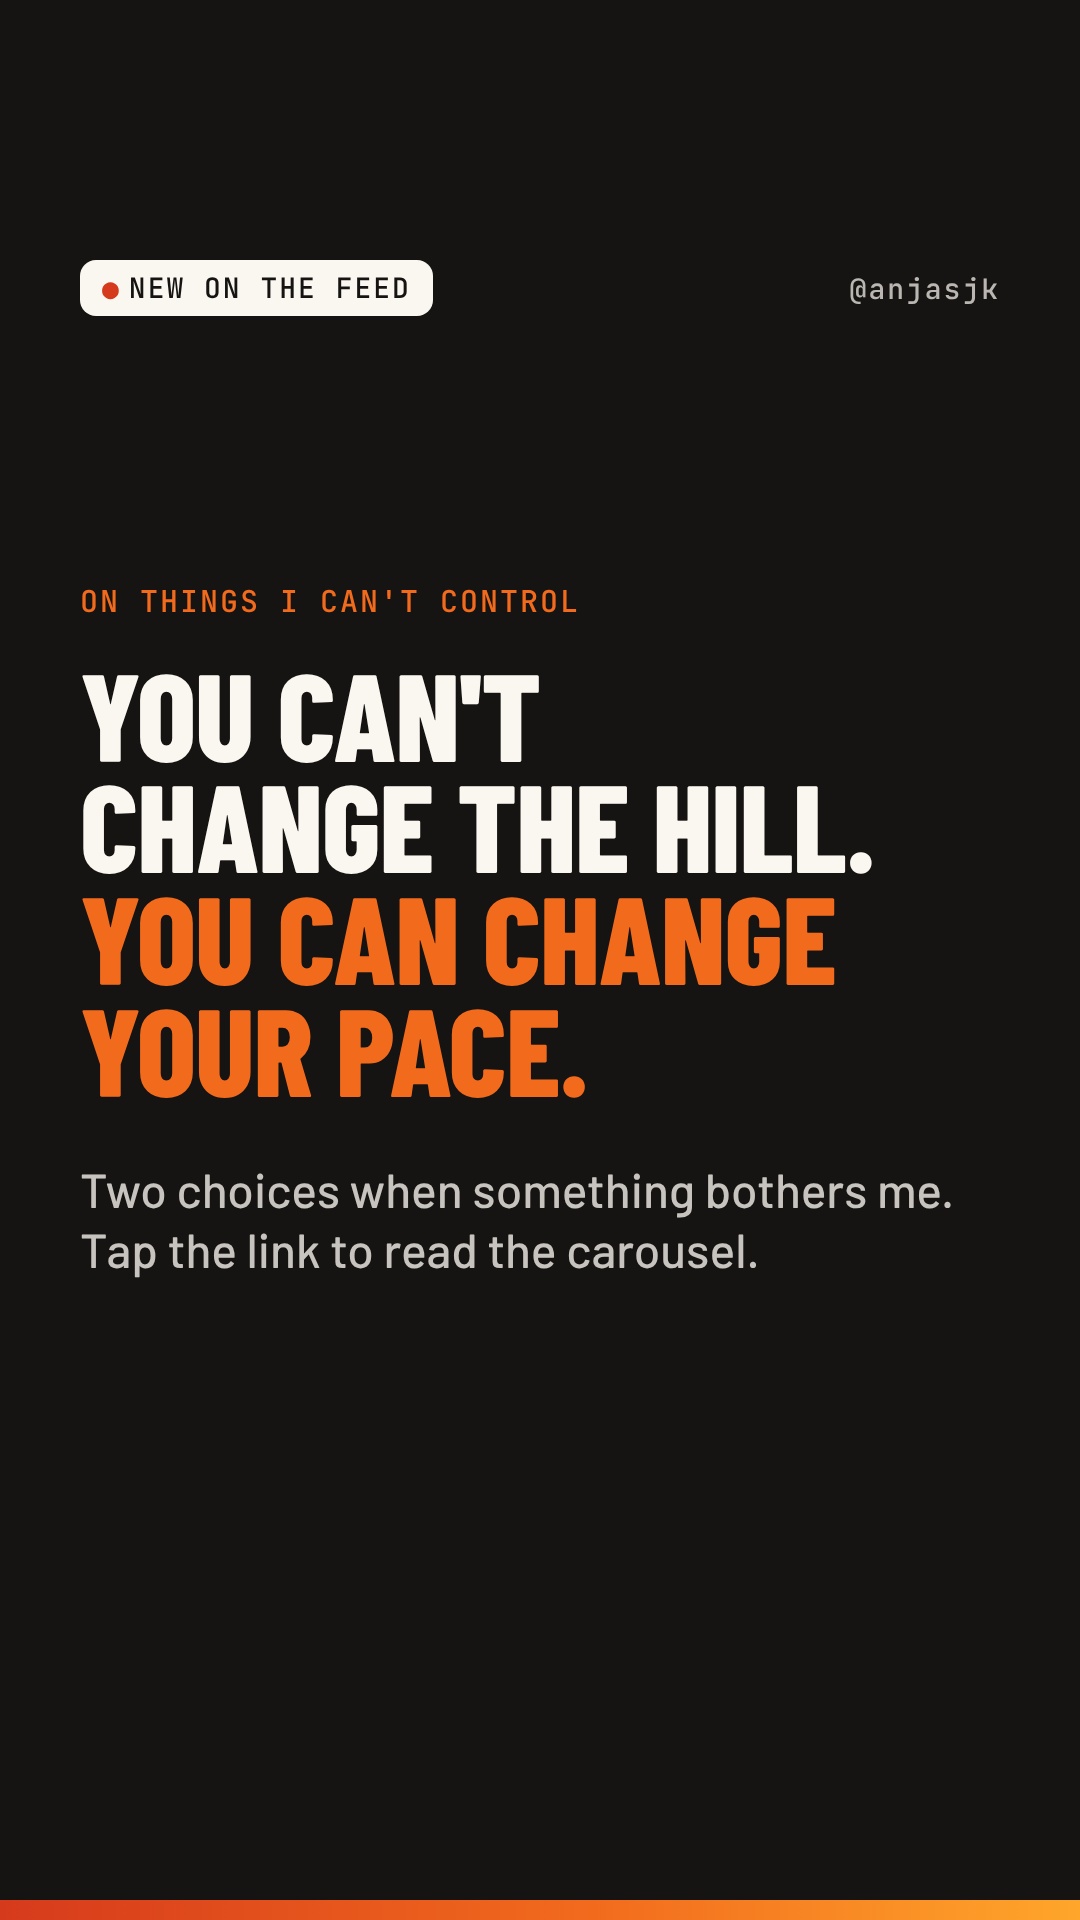 NEW ON THE FEED
@anjasjk
ON THINGS I CAN'T CONTROL
YOU CAN'T
CHANGE THE HILL.
YOU CAN CHANGE
YOUR PACE.
Two choices when something bothers me.
Tap the link to read the carousel.